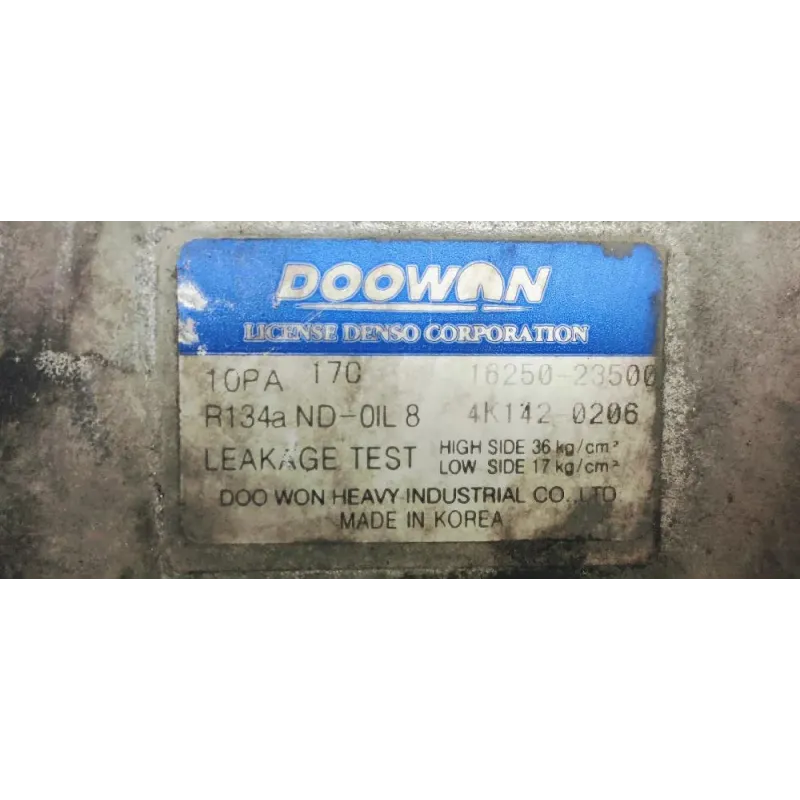 DOOWON
LICENSE DENSO CORPORATION
10PA 17C 16250-23500
R134a ND-OIL 8 4K142 0206
LEAKAGE TEST HIGH SIDE 36 kg/cm²
LOW SIDE 17 kg/cm²
DOO WON HEAVY INDUSTRIAL CO.,LTD
MADE IN KOREA